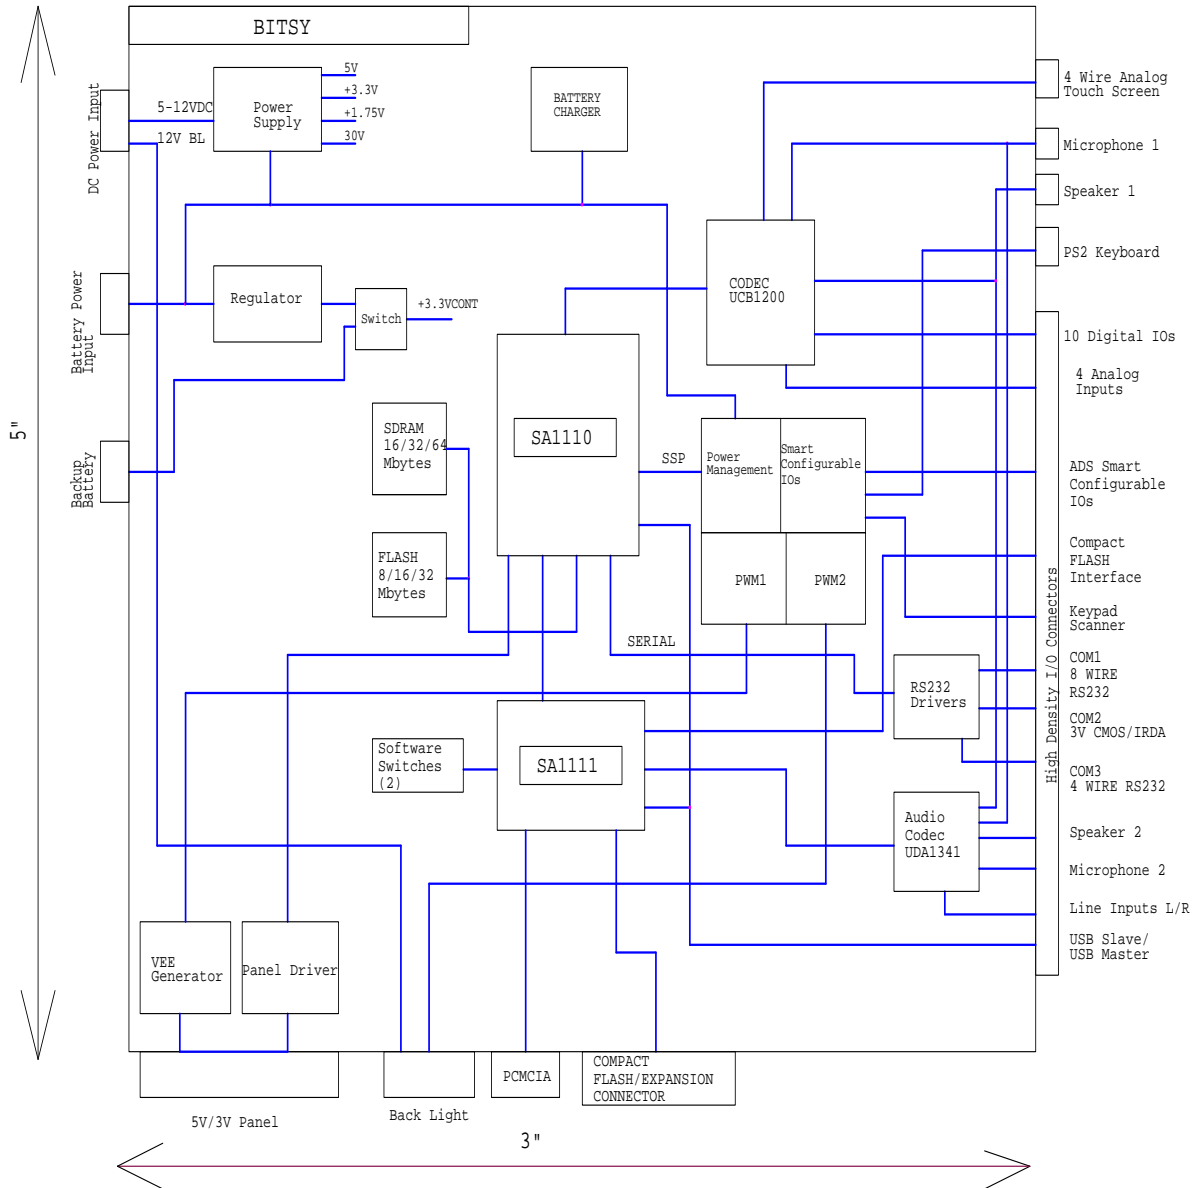 BITSY
5V
+3.3V
+1.75V
30V
5-12VDC
12V BL
Power
Supply
BATTERY
CHARGER
DC Power Input
4 Wire Analog
Touch Screen
Microphone 1
Speaker 1
PS2 Keyboard
CODEC
UCB1200
Battery Power
Input
Regulator
Switch
+3.3VCONT
10 Digital IOs
4 Analog
Inputs
5"
SDRAM
16/32/64
Mbytes
SA1110
SSP
Power
Management
Smart
Configurable
IOs
Backup
Battery
ADS Smart
Configurable
IOs
FLASH
8/16/32
Mbytes
PWM1
PWM2
Compact
FLASH
Interface
Keypad
Scanner
High Density I/O Connectors
SERIAL
RS232
Drivers
COM1
8 WIRE
RS232
COM2
3V CMOS/IRDA
COM3
4 WIRE RS232
Software
Switches
(2)
SA1111
Audio
Codec
UDA1341
Speaker 2
Microphone 2
Line Inputs L/R
USB Slave/
USB Master
VEE
Generator
Panel Driver
PCMCIA
COMPACT
FLASH/EXPANSION
CONNECTOR
5V/3V Panel
Back Light
3"